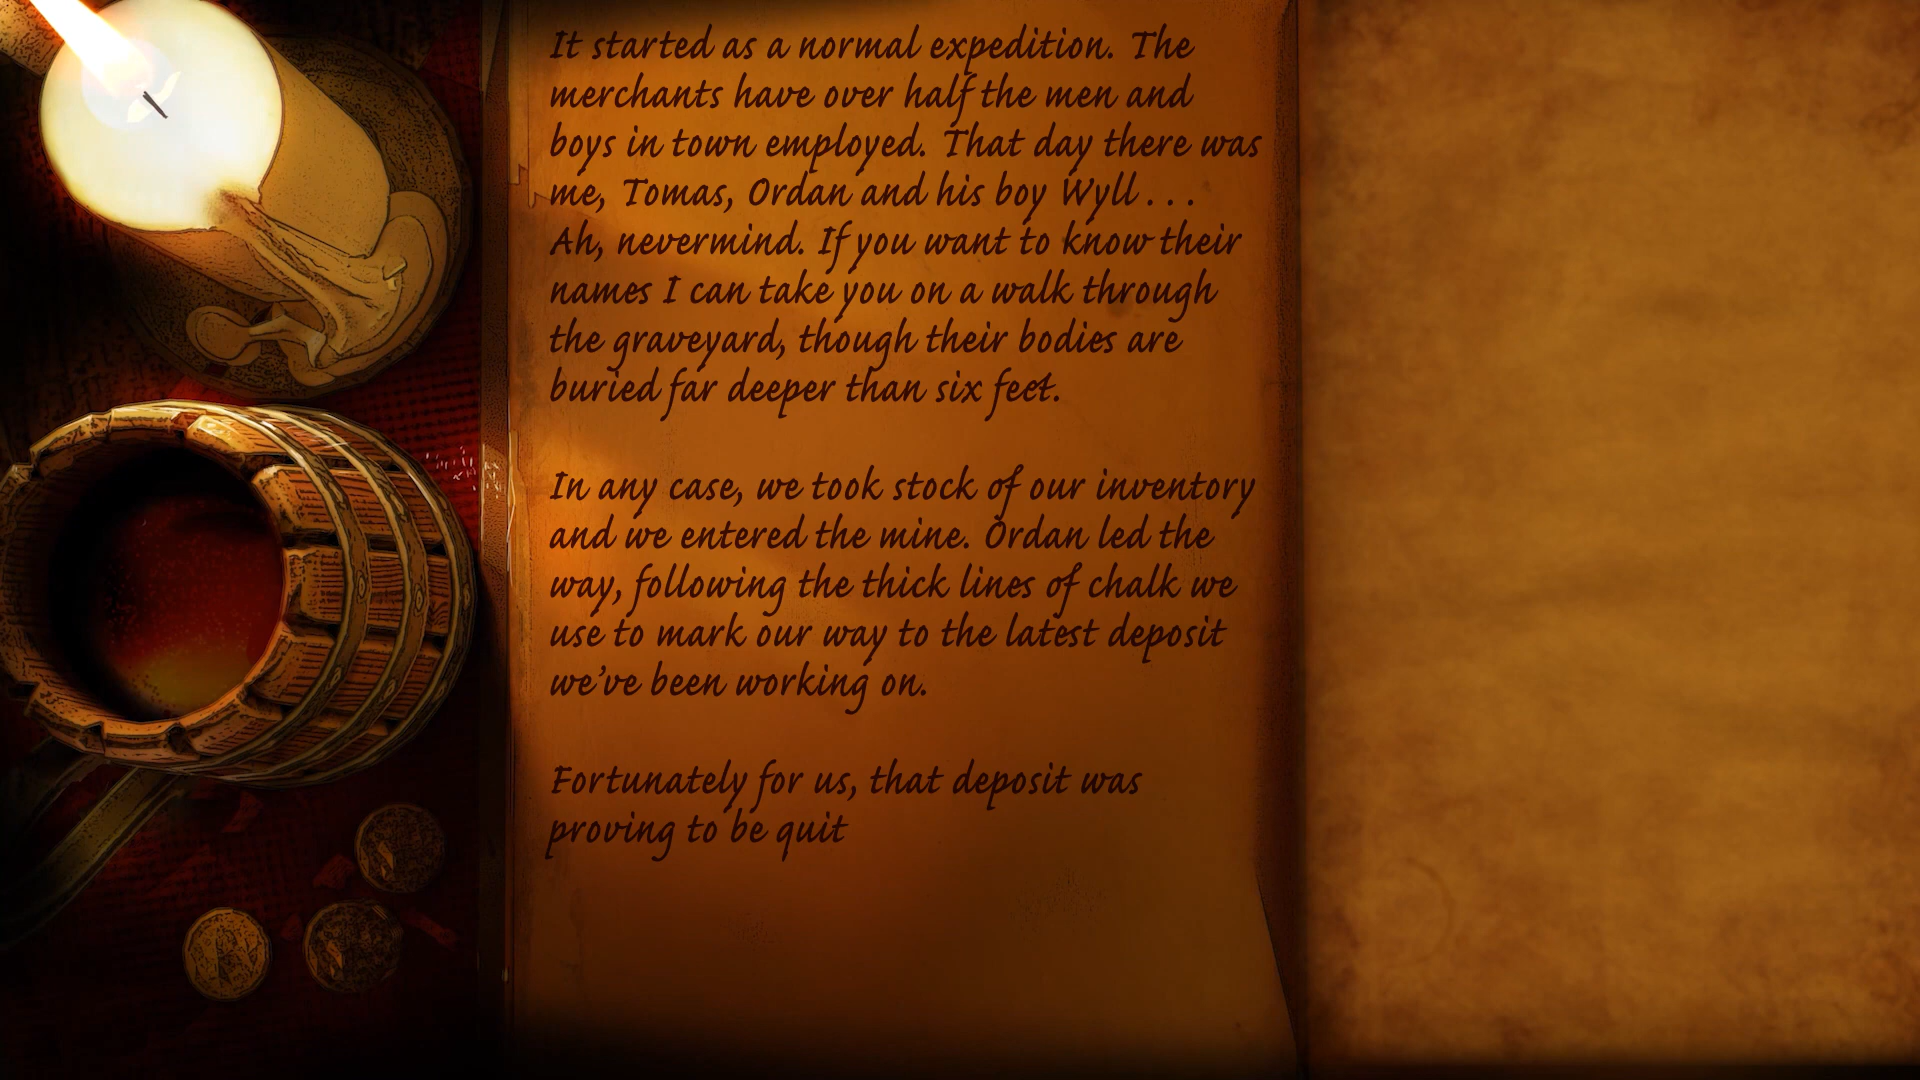 It started as a normal expedition. The
merchants have over half the men and
boys in town employed. That day there was
me, Tomas, Ordan and his boy Wyll . . .
Ah, nevermind. If you want to know their
names I can take you on a walk through
the graveyard, though their bodies are
buried far deeper than six feet.
In any case, we took stock of our inventory
and we entered the mine. Ordan led the
way, following the thick lines of chalk we
use to mark our way to the latest deposit
we’ve been working on.
Fortunately for us, that deposit was
proving to be quit